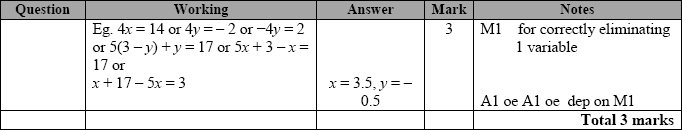 Question Working Answer Mark Notes
Eg. 4x = 14 or 4y = – 2 or –4y = 2 3 M1 for correctly eliminating
or 5(3 – y) + y = 17 or 5x + 3 – x = 1 variable
17 or
x + 17 – 5x = 3 x = 3.5, y = –
0.5 A1 oe A1 oe dep on M1
Total 3 marks